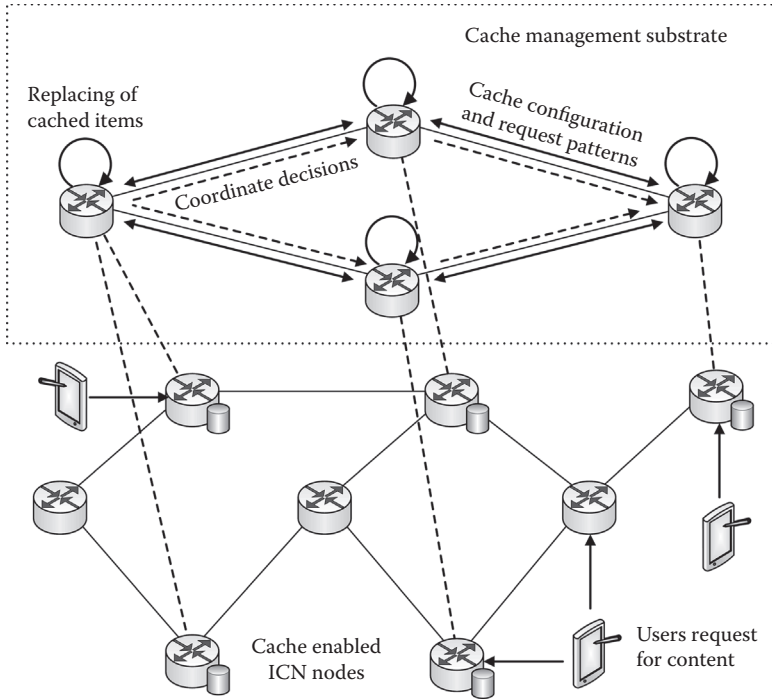 Cache management substrate
Replacing of
cached items
Cache configuration
and request patterns
Coordinate decisions
Cache enabled
ICN nodes
Users request
for content